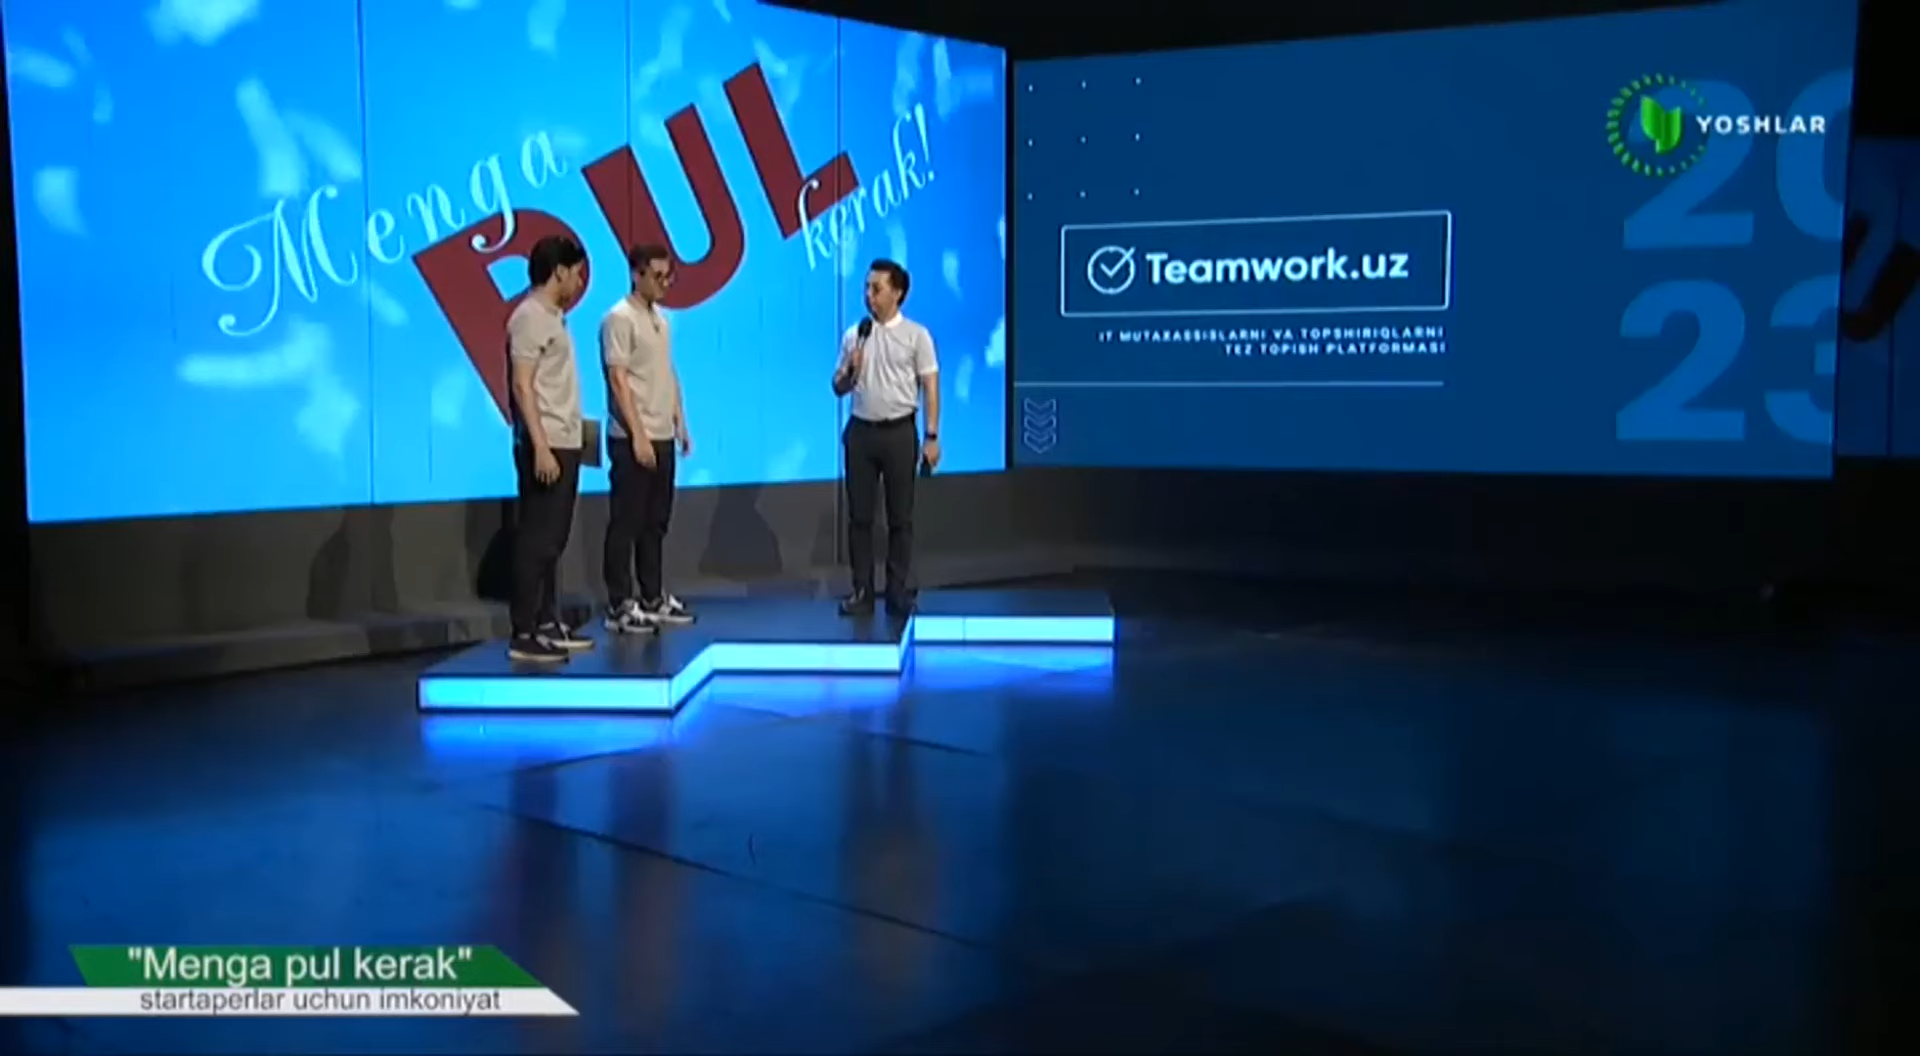 Menga
PUL
kerak!
YOSHLAR
Teamwork.uz
IT MUTAXASSISLARNI VA TOPSHIRIQLARNI
TEZ TOPISH PLATFORMASI
20
23
"Menga pul kerak"
startaperlar uchun imkoniyat